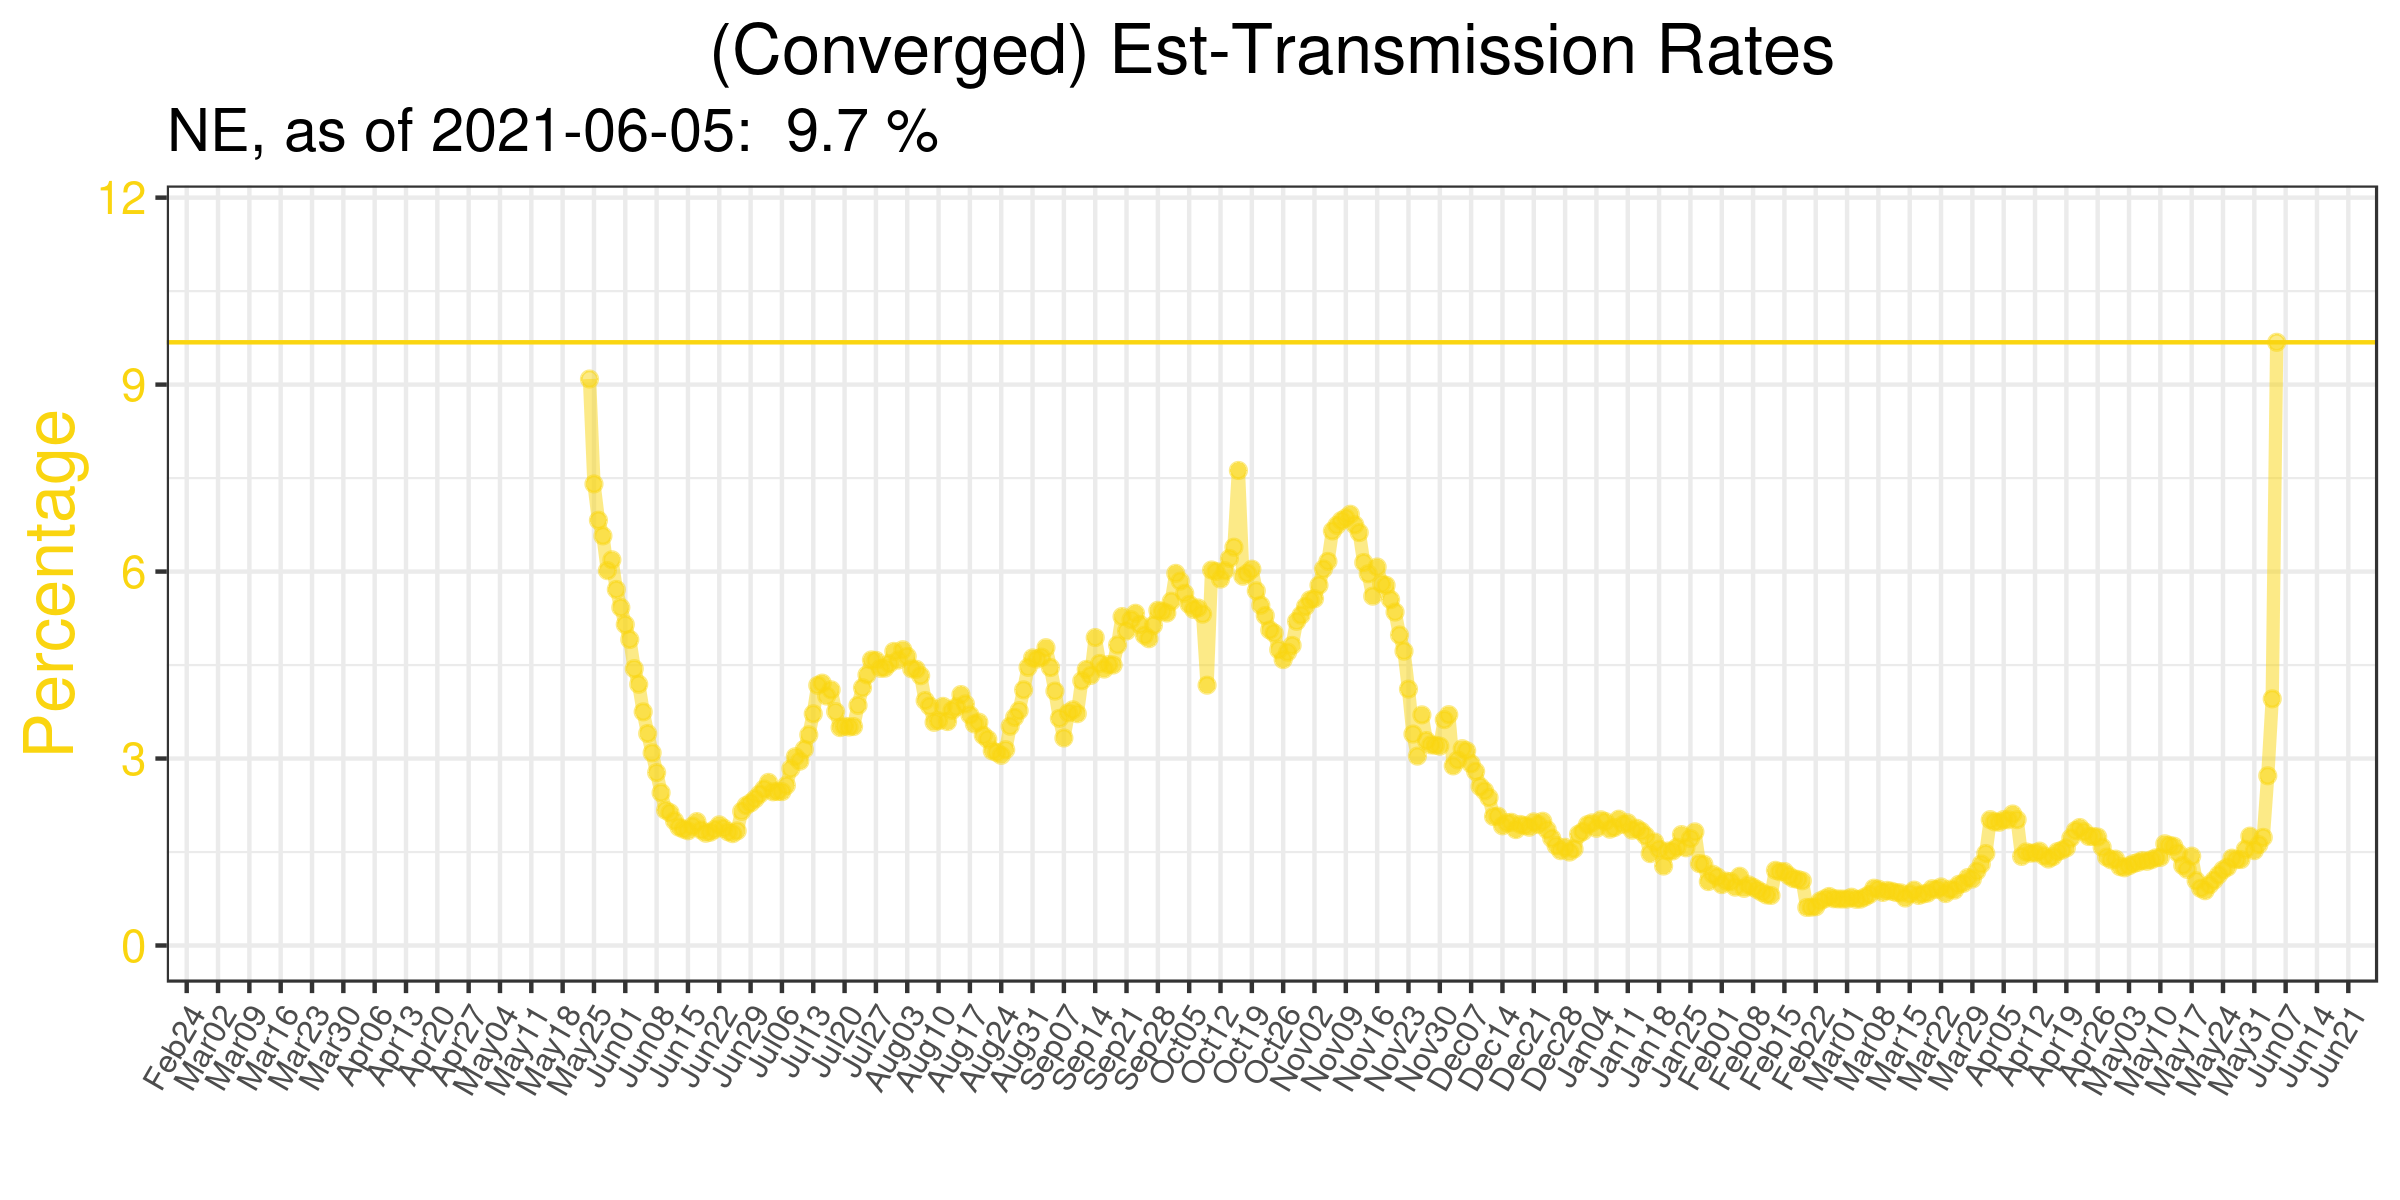 (Converged) Est-Transmission Rates
NE, as of 2021-06-05:  9.7 %
Percentage
12
9
6
3
0
Feb24
Mar02
Mar09
Mar16
Mar23
Mar30
Apr06
Apr13
Apr20
Apr27
May04
May11
May18
May25
Jun01
Jun08
Jun15
Jun22
Jun29
Jul06
Jul13
Jul20
Jul27
Aug03
Aug10
Aug17
Aug24
Aug31
Sep07
Sep14
Sep21
Sep28
Oct05
Oct12
Oct19
Oct26
Nov02
Nov09
Nov16
Nov23
Nov30
Dec07
Dec14
Dec21
Dec28
Jan04
Jan11
Jan18
Jan25
Feb01
Feb08
Feb15
Feb22
Mar01
Mar08
Mar15
Mar22
Mar29
Apr05
Apr12
Apr19
Apr26
May03
May10
May17
May24
May31
Jun07
Jun14
Jun21